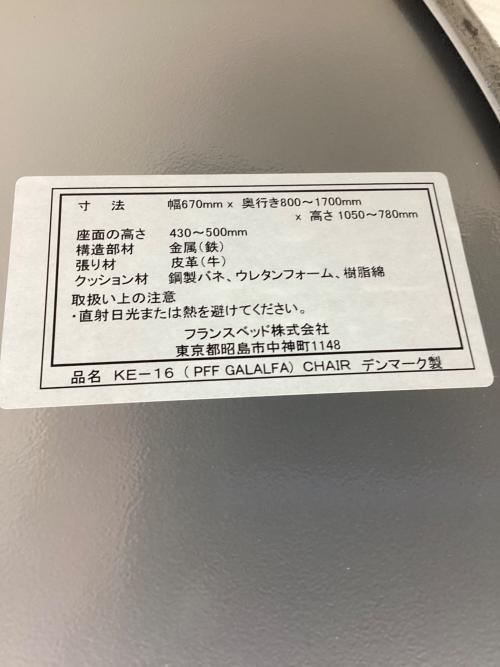 寸 法 幅670mm x 奥行き800～1700mm
x 高さ 1050～780mm
座面の高さ 430～500mm
構造部材 金属（鉄）
張り材 皮革（牛）
クッション材 鋼製バネ、ウレタンフォーム、樹脂綿
取扱い上の注意
・直射日光または熱を避けてください。
フランスベッド株式会社
東京都昭島市中神町1148
品名 KE－16 （ PFF GALALFA） CHAIR デンマーク製